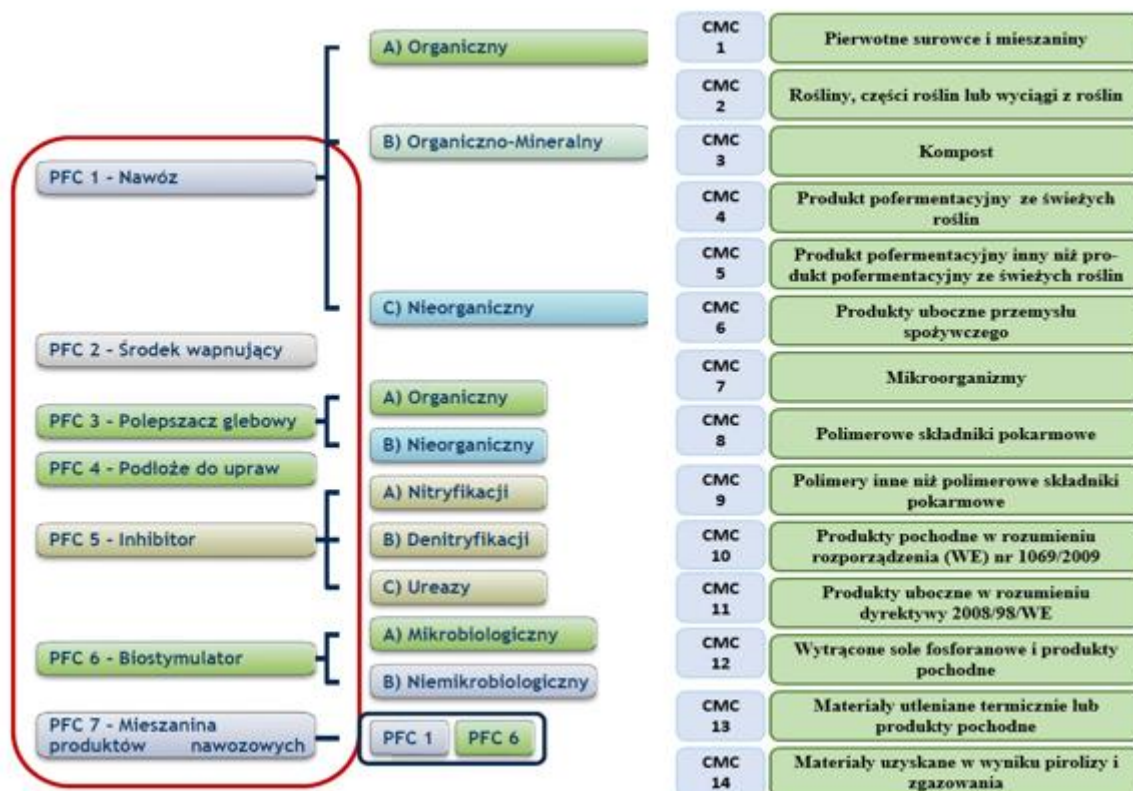 PFC 1 - Nawóz
A) Organiczny
B) Organiczno-Mineralny
C) Nieorganiczny
PFC 2 - Środek wapnujący
PFC 3 - Polepszacz glebowy
A) Organiczny
B) Nieorganiczny
PFC 4 - Podłoże do upraw
PFC 5 - Inhibitor
A) Nitryfikacji
B) Denitryfikacji
C) Ureazy
PFC 6 - Biostymulator
A) Mikrobiologiczny
B) Niemikrobiologiczny
PFC 7 - Mieszanina
produktów nawozowych
PFC 1
PFC 6
CMC
1
Pierwotne surowce i mieszaniny
CMC
2
Rośliny, części roślin lub wyciągi z roślin
CMC
3
Kompost
CMC
4
Produkt pofermentacyjny ze świeżych
roślin
CMC
5
Produkt pofermentacyjny inny niż pro-
dukt pofermentacyjny ze świeżych roślin
CMC
6
Produkty uboczne przemysłu
spożywczego
CMC
7
Mikroorganizmy
CMC
8
Polimerowe składniki pokarmowe
CMC
9
Polimery inne niż polimerowe składniki
pokarmowe
CMC
10
Produkty pochodne w rozumieniu
rozporządzenia (WE) nr 1069/2009
CMC
11
Produkty uboczne w rozumieniu
dyrektywy 2008/98/WE
CMC
12
Wytrącone sole fosforanowe i produkty
pochodne
CMC
13
Materiały utleniane termicznie lub
produkty pochodne
CMC
14
Materiały uzyskane w wyniku pirolizy i
zgazowania